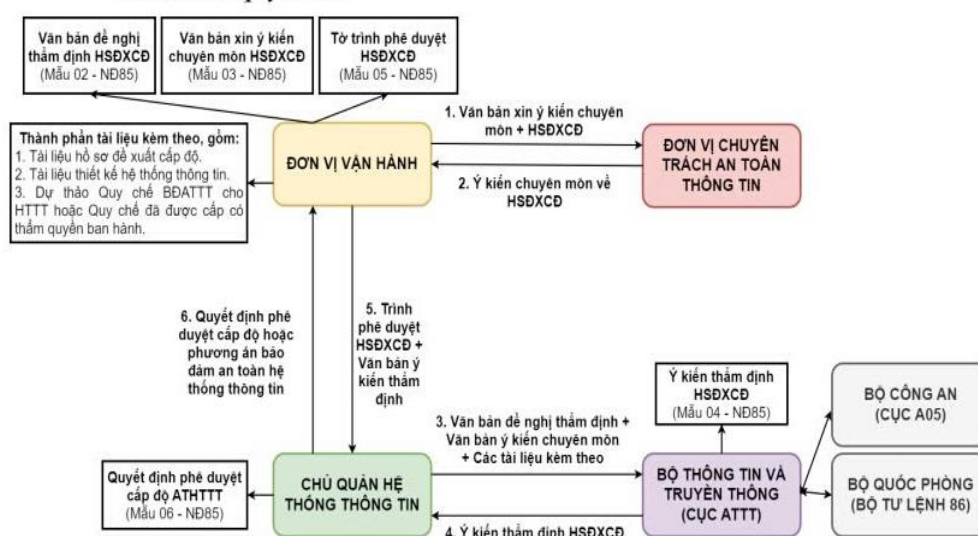 Văn bản đề nghị
thẩm định HSĐXCĐ
(Mẫu 02 - NĐ85)
Văn bản xin ý kiến
chuyên môn HSĐXCĐ
(Mẫu 03 - NĐ85)
Tờ trình phê duyệt
HSĐXCĐ
(Mẫu 05 - NĐ85)
Thành phần tài liệu kèm theo, gồm:
1. Tài liệu hồ sơ đề xuất cấp độ.
2. Tài liệu thiết kế hệ thống thông tin.
3. Dự thảo Quy chế BĐATTT cho
HTTT hoặc Quy chế đã được cấp có
thẩm quyền ban hành.
ĐƠN VỊ VẬN HÀNH
1. Văn bản xin ý kiến chuyên
môn + HSĐXCĐ
2. Ý kiến chuyên môn về
HSĐXCĐ
ĐƠN VỊ CHUYÊN
TRÁCH AN TOÀN
THÔNG TIN
6. Quyết định phê
duyệt cấp độ hoặc
phương án bảo
đảm an toàn hệ
thống thông tin
5. Trình
phê duyệt
HSĐXCĐ +
Văn bản ý
kiến thẩm
định
Ý kiến thẩm định
HSĐXCĐ
(Mẫu 04 - NĐ85)
BỘ CÔNG AN
(CỤC A05)
3. Văn bản đề nghị thẩm định +
Văn bản ý kiến chuyên môn
+ Các tài liệu kèm theo
Quyết định phê duyệt
cấp độ ATHTTT
(Mẫu 06 - NĐ85)
CHỦ QUẢN HỆ
THỐNG THÔNG TIN
BỘ THÔNG TIN VÀ
TRUYỀN THÔNG
(CỤC ATTT)
BỘ QUỐC PHÒNG
(BỘ TƯ LỆNH 86)
4. Ý kiến thẩm định HSĐXCĐ